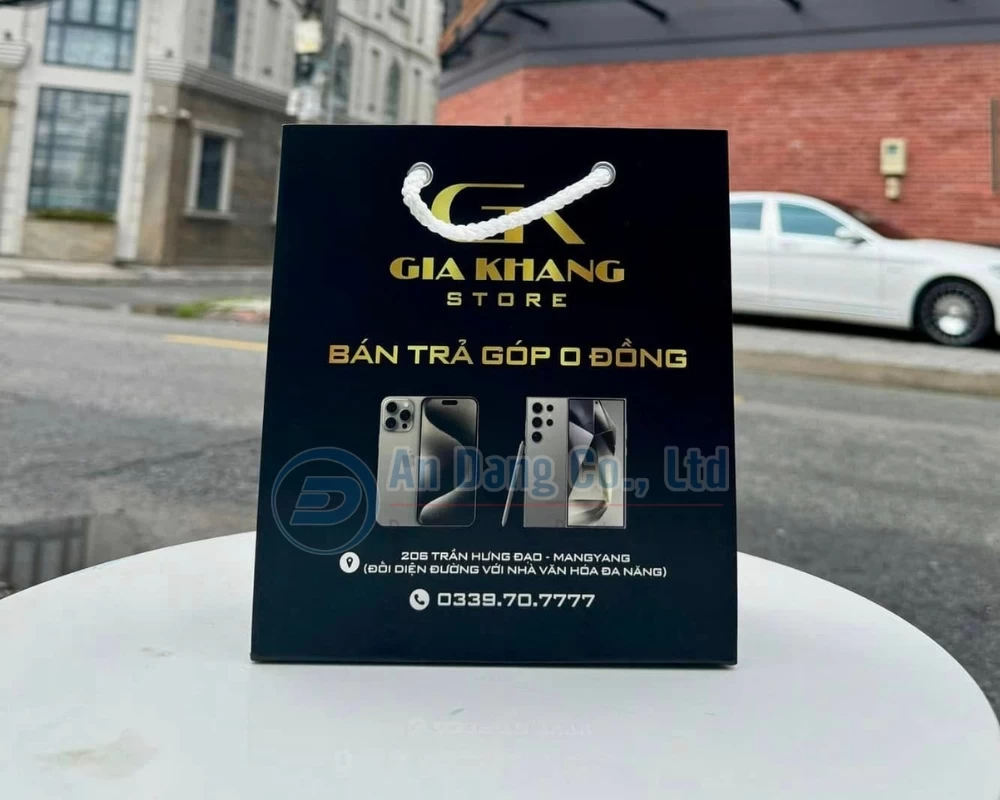 GK
GIA KHANG
STORE
BÁN TRẢ GÓP 0 ĐỒNG
An Dang Co., Ltd
205 TRẦN HƯNG ĐẠO - MANGYANG
(ĐỐI DIỆN ĐƯỜNG VỚI NHÀ VĂN HÓA ĐA NĂNG)
0339.70.7777